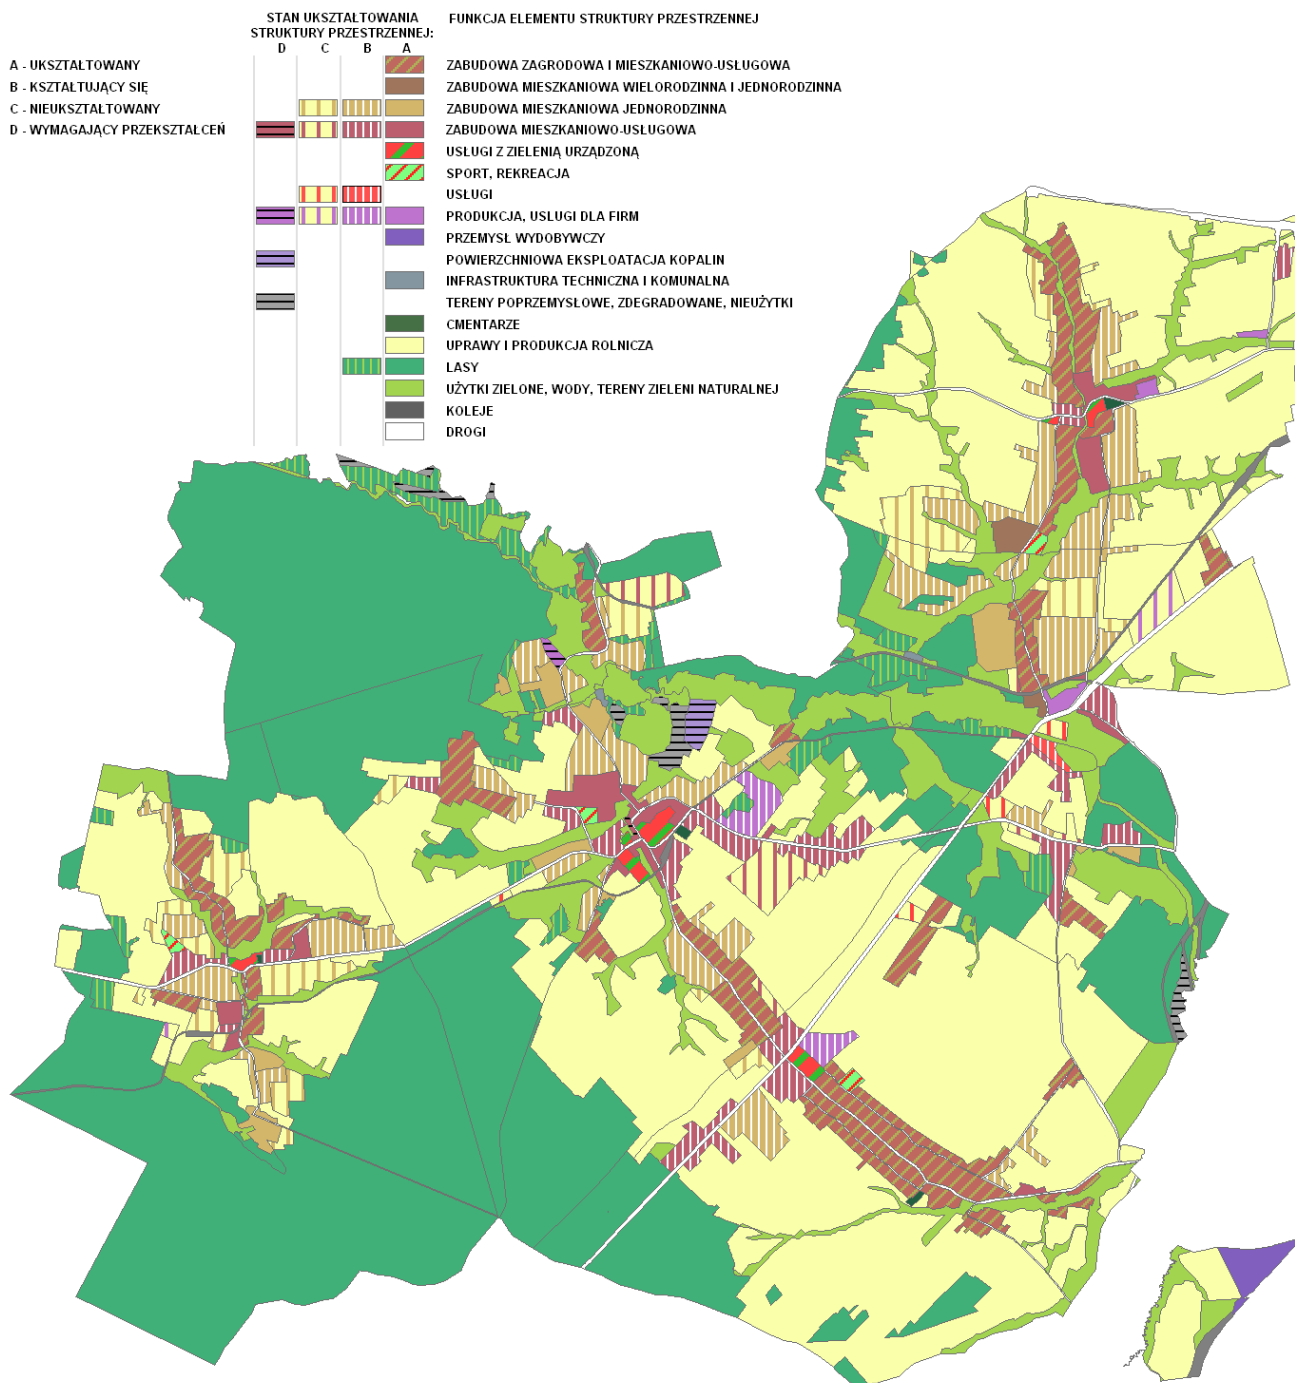 STAN UKSZTAŁTOWANIA
STRUKTURY PRZESTRZENNEJ:
FUNKCJA ELEMENTU STRUKTURY PRZESTRZENNEJ
D C B A
A - UKSZTAŁTOWANY
B - KSZTAŁTUJĄCY SIĘ
C - NIEUKSZTAŁTOWANY
D - WYMAGAJĄCY PRZEKSZTAŁCEŃ
ZABUDOWA ZAGRODOWA I MIESZKANIOWO-USŁUGOWA
ZABUDOWA MIESZKANIOWA WIELORODZINNA I JEDNORODZINNA
ZABUDOWA MIESZKANIOWA JEDNORODZINNA
ZABUDOWA MIESZKANIOWO-USŁUGOWA
USŁUGI Z ZIELENIĄ URZĄDZONĄ
SPORT, REKREACJA
USŁUGI
PRODUKCJA, USŁUGI DLA FIRM
PRZEMYSŁ WYDOBYWCZY
POWIERZCHNIOWA EKSPLOATACJA KOPALIN
INFRASTRUKTURA TECHNICZNA I KOMUNALNA
TERENY POPRZEMYSŁOWE, ZDEGRADOWANE, NIEUŻYTKI
CMENTARZE
UPRAWY I PRODUKCJA ROLNICZA
LASY
UŻYTKI ZIELONE, WODY, TERENY ZIELENI NATURALNEJ
KOLEJE
DROGI